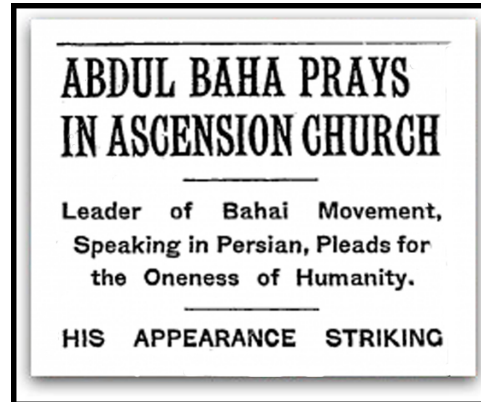 ABDUL BAHA PRAYS
IN ASCENSION CHURCH
Leader of Bahai Movement,
Speaking in Persian, Pleads for
the Oneness of Humanity.
HIS APPEARANCE STRIKING